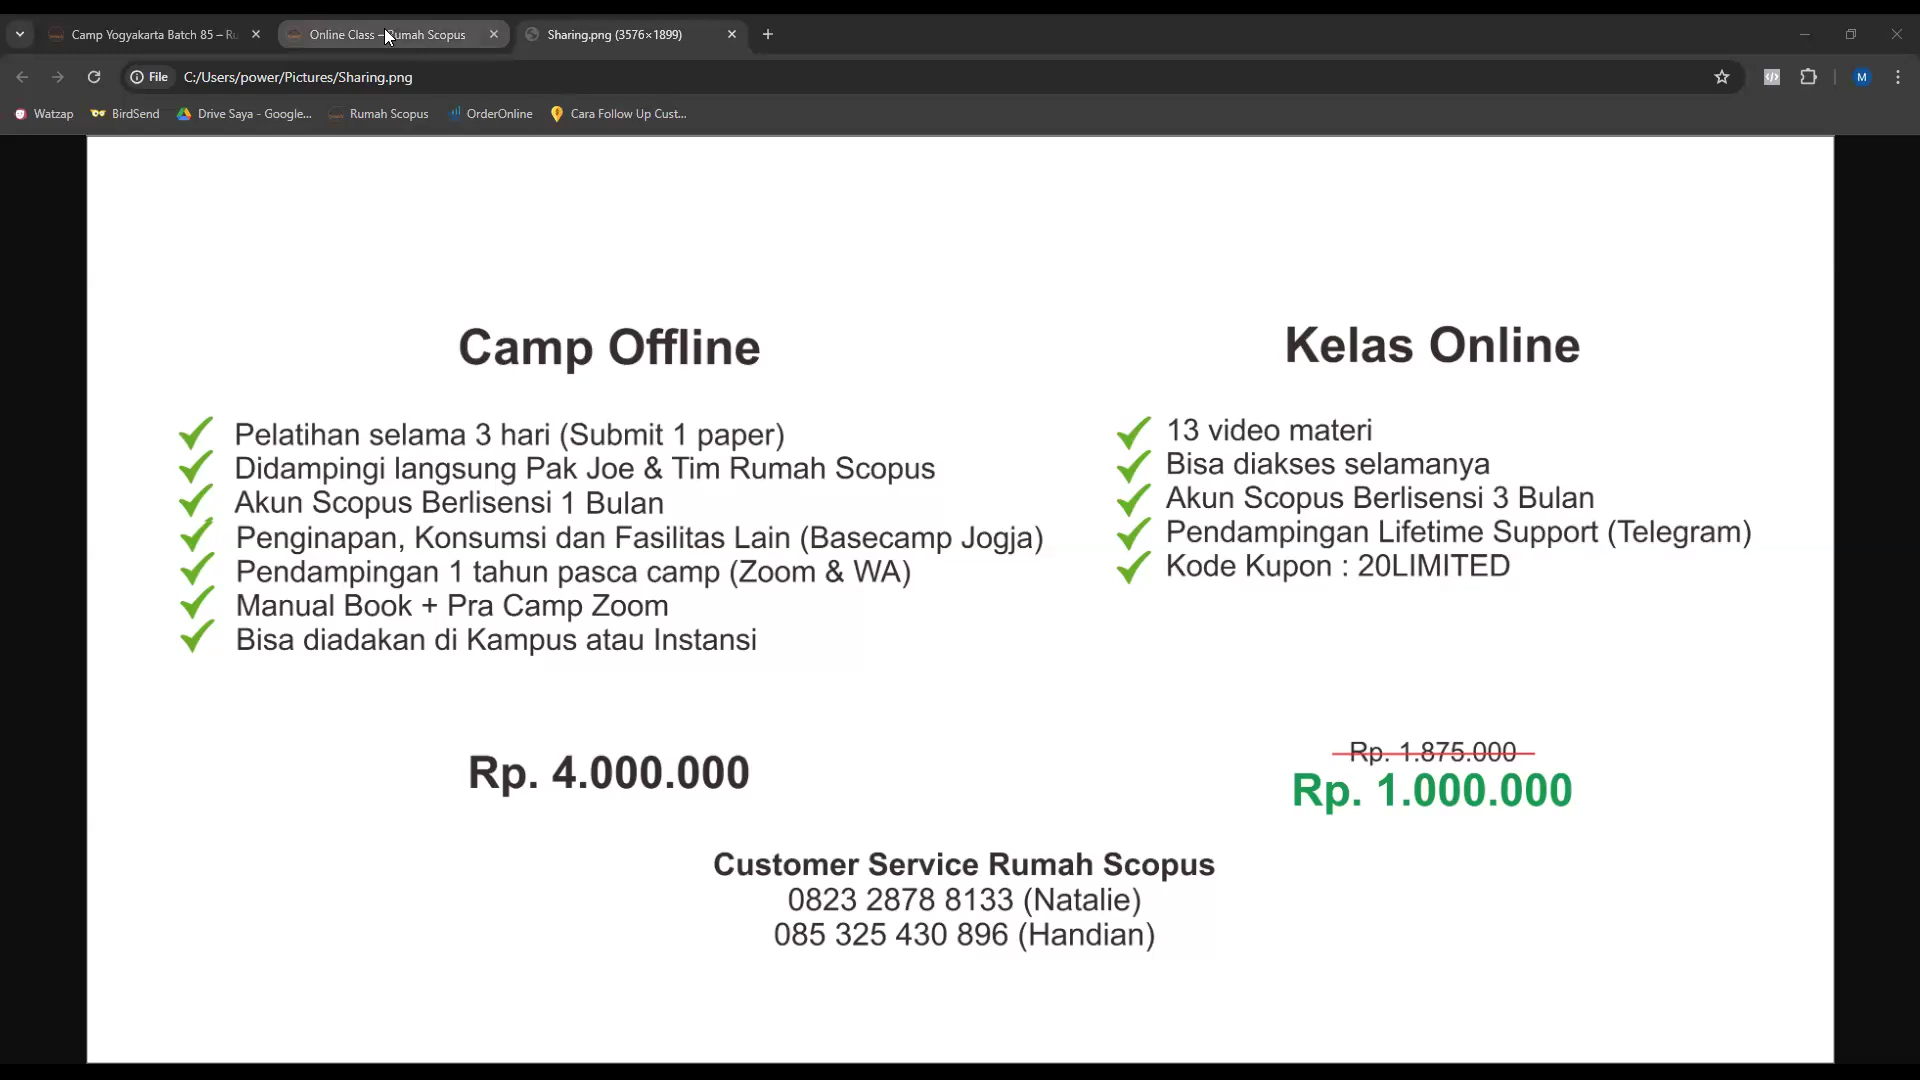 Camp Yogyakarta Batch 85 – Ru
Online Class – Rumah Scopus
Sharing.png (3576×1899)
File
C:/Users/power/Pictures/Sharing.png
M
Watzap
BirdSend
Drive Saya - Google...
Rumah Scopus
OrderOnline
Cara Follow Up Cust...
Camp Offline
Pelatihan selama 3 hari (Submit 1 paper)
Didampingi langsung Pak Joe & Tim Rumah Scopus
Akun Scopus Berlisensi 1 Bulan
Penginapan, Konsumsi dan Fasilitas Lain (Basecamp Jogja)
Pendampingan 1 tahun pasca camp (Zoom & WA)
Manual Book + Pra Camp Zoom
Bisa diadakan di Kampus atau Instansi
Rp. 4.000.000
Kelas Online
13 video materi
Bisa diakses selamanya
Akun Scopus Berlisensi 3 Bulan
Pendampingan Lifetime Support (Telegram)
Kode Kupon : 20LIMITED
Rp. 1.875.000
Rp. 1.000.000
Customer Service Rumah Scopus
0823 2878 8133 (Natalie)
085 325 430 896 (Handian)